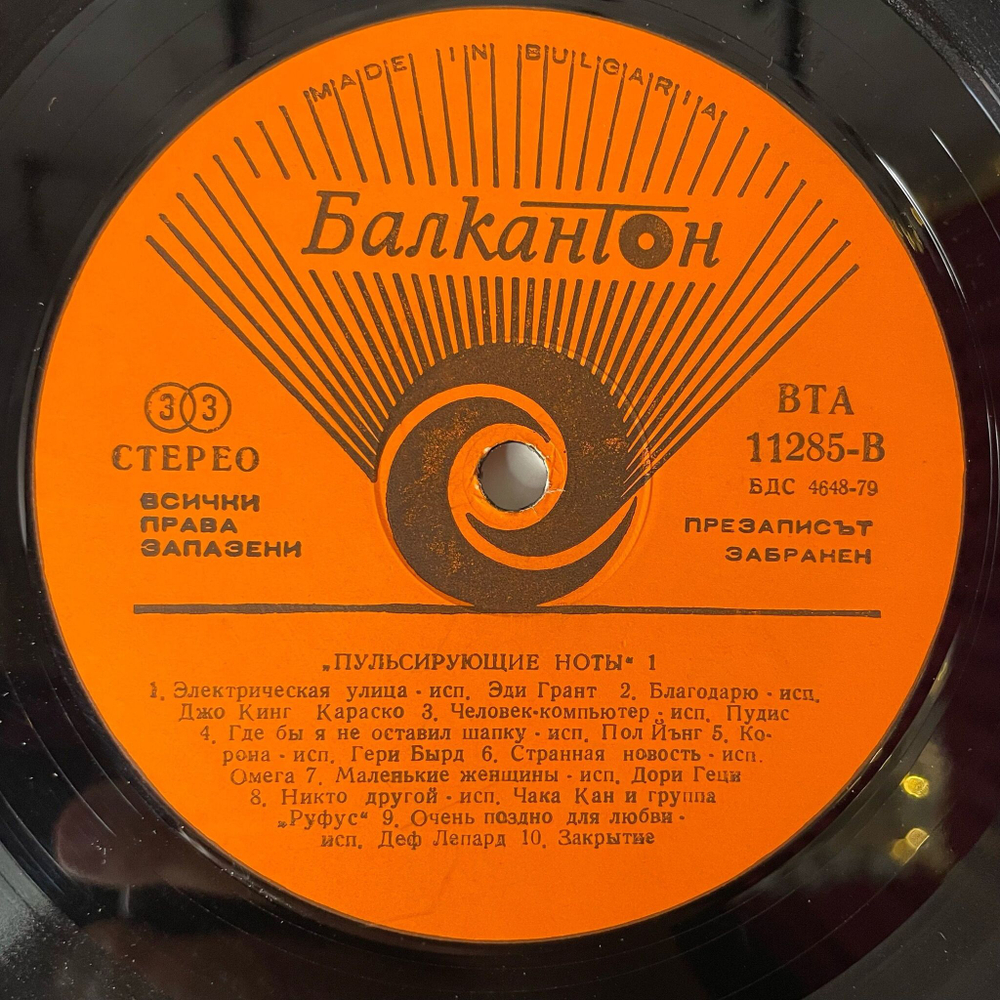 MADE IN BULGARIA
Балкантон
33
СТЕРЕО
ВСИЧКИ
ПРАВА
ЗАПАЗЕНИ
ВТА
11285-В
БДС 4648-79
ПРЕЗАПИСЪТ
ЗАБРАНЕН
„ПУЛЬСИРУЮЩИЕ НОТЫ“ 1
1. Электрическая улица - исп. Эди Грант 2. Благодарю - исп.
Джо Кинг Караско 3. Человек-компьютер - исп. Пудис
4. Где бы я не оставил шапку - исп. Пол Йънг 5. Ко-
рона - исп. Гери Бырд 6. Странная новость - исп.
Омега 7. Маленькие женщины - исп. Дори Геци
8. Никто другой - исп. Чака Кан и группа
„Руфус“ 9. Очень поздно для любви -
исп. Деф Лепард 10. Закрытие